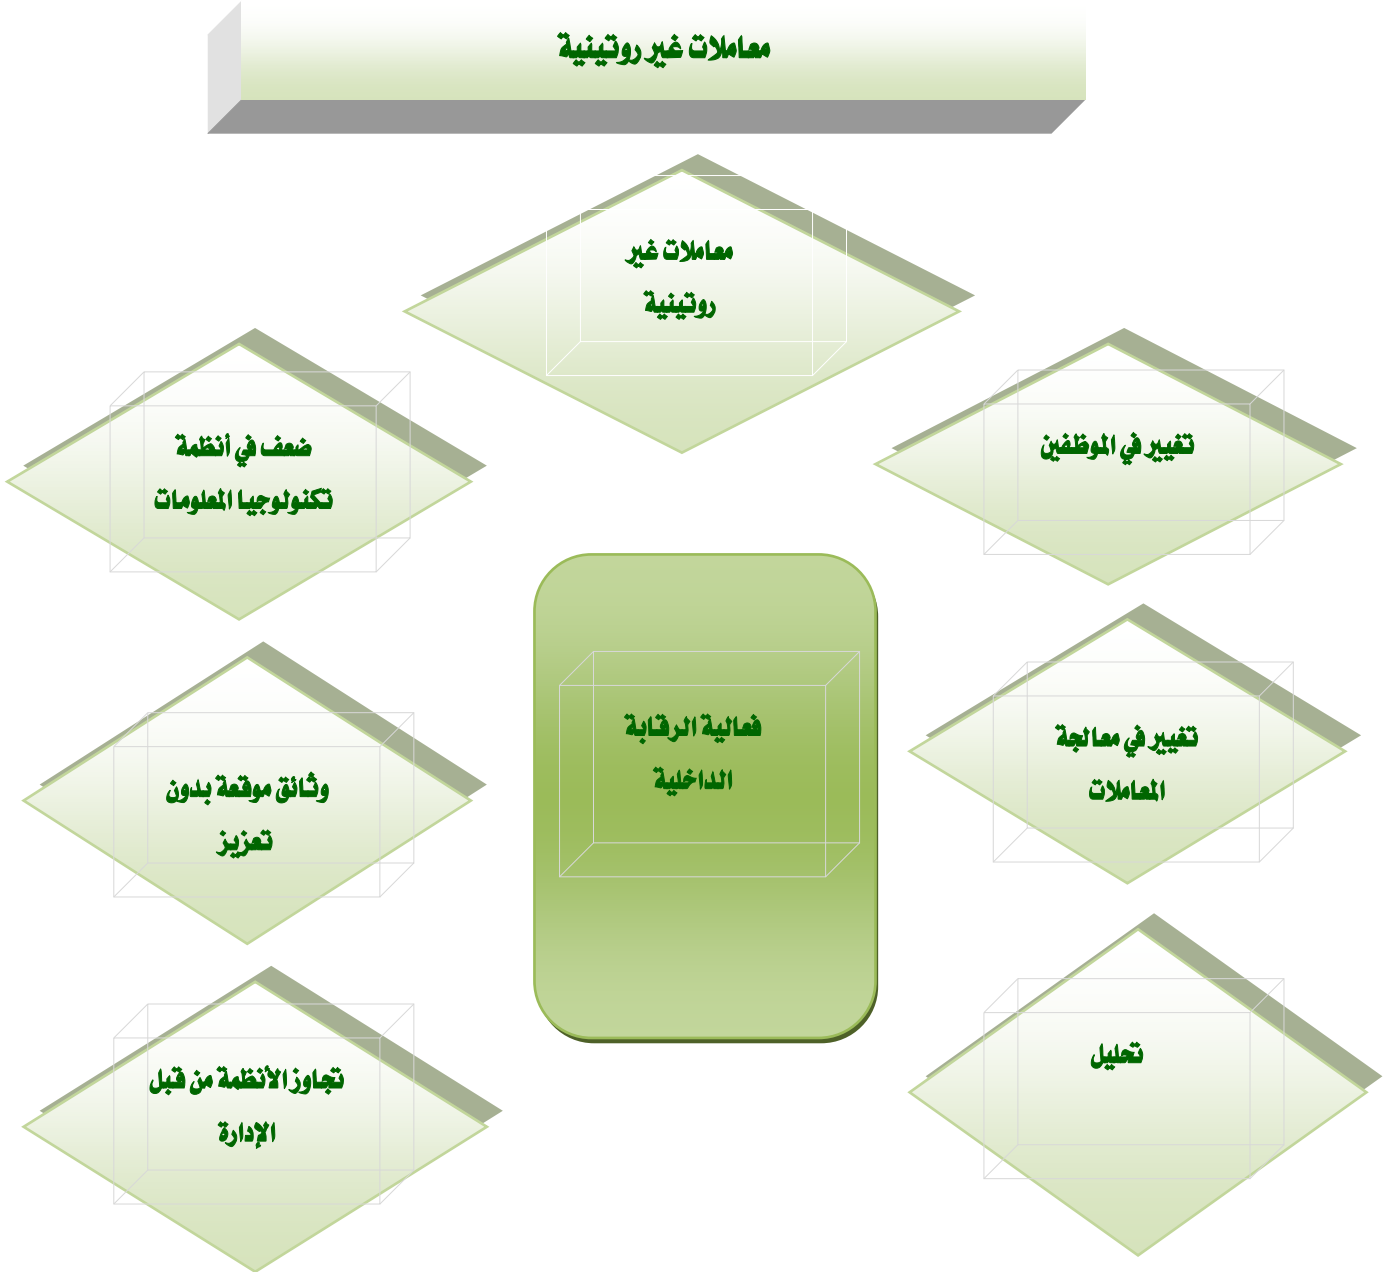 معاملات غير روتينية
معاملات غير
روتينية
تغيير في الموظفين
ضعف في أنظمة
تكنولوجيا المعلومات
فعالية الرقابة
الداخلية
تغيير في معالجة
المعاملات
وثائق موقعة بدون
تعزيز
تحليل
تجاوز الأنظمة من قبل
الإدارة